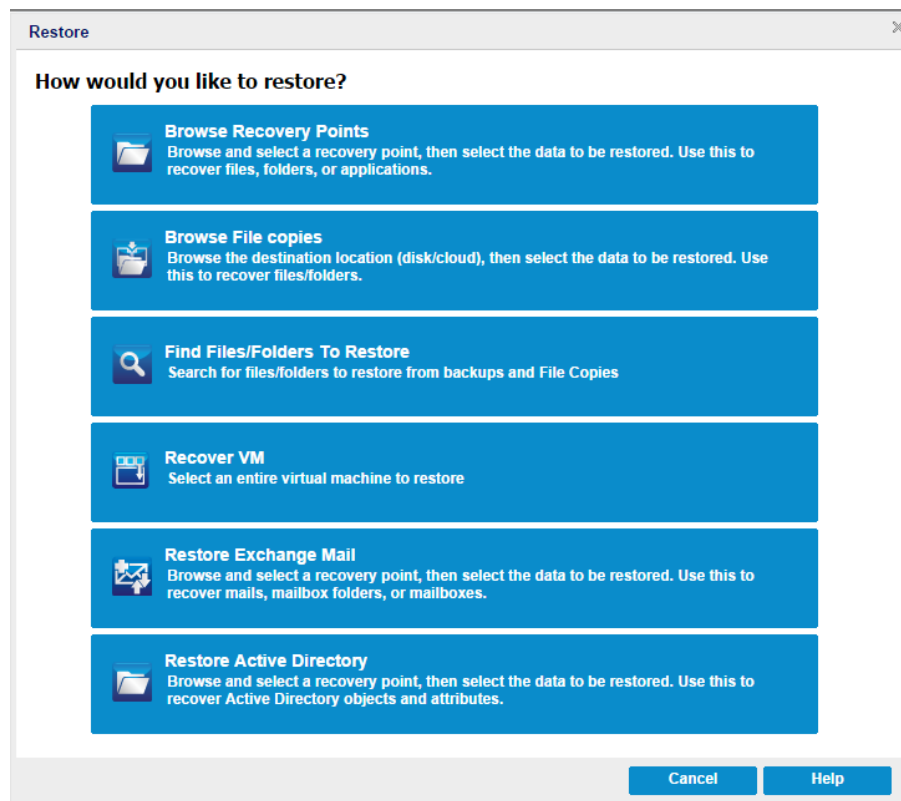 Restore
How would you like to restore?
Browse Recovery Points
Browse and select a recovery point, then select the data to be restored. Use this to
recover files, folders, or applications.
Browse File copies
Browse the destination location (disk/cloud), then select the data to be restored. Use
this to recover files/folders.
Find Files/Folders To Restore
Search for files/folders to restore from backups and File Copies
Recover VM
Select an entire virtual machine to restore
Restore Exchange Mail
Browse and select a recovery point, then select the data to be restored. Use this to
recover mails, mailbox folders, or mailboxes.
Restore Active Directory
Browse and select a recovery point, then select the data to be restored. Use this to
recover Active Directory objects and attributes.
Cancel
Help